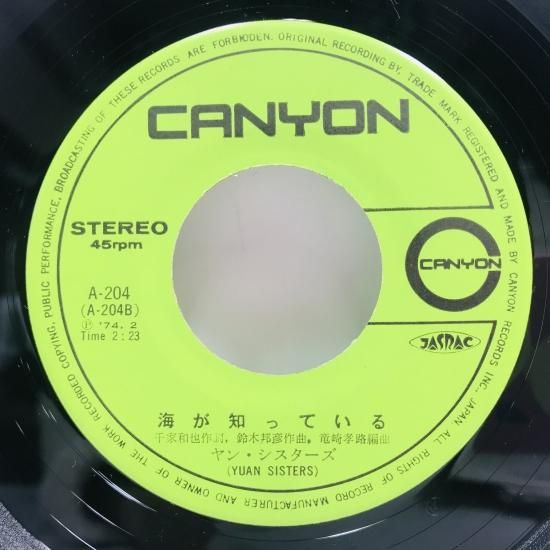 CANYON
STEREO
45rpm
CANYON
A-204
(A-204B)
Ⓟ '74. 2
Time 2:23
JASRAC
海が知っている
千家和也作詞, 鈴木邦彦作曲, 竜崎孝路編曲
ヤン・シスターズ
(YUAN SISTERS)
ALL RIGHTS OF RECORD MANUFACTURER AND OWNER OF THE WORK RECORDED COPYING, PUBLIC PERFORMANCE, BROADCASTING OF THESE RECORDS ARE FORBIDDEN. ORIGINAL RECORDING BY, TRADE MARK REGISTERED AND MADE BY CANYON RECORDS INC., JAPAN